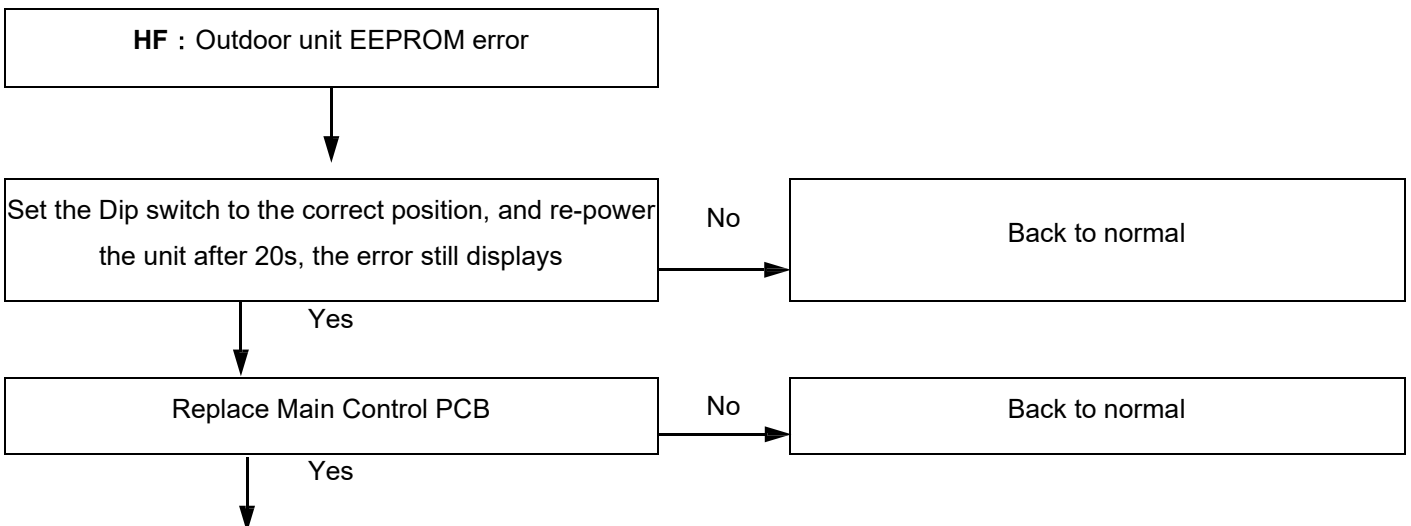 HF：Outdoor unit EEPROM error
Set the Dip switch to the correct position, and re-power
the unit after 20s, the error still displays
No
Back to normal
Yes
Replace Main Control PCB
No
Back to normal
Yes